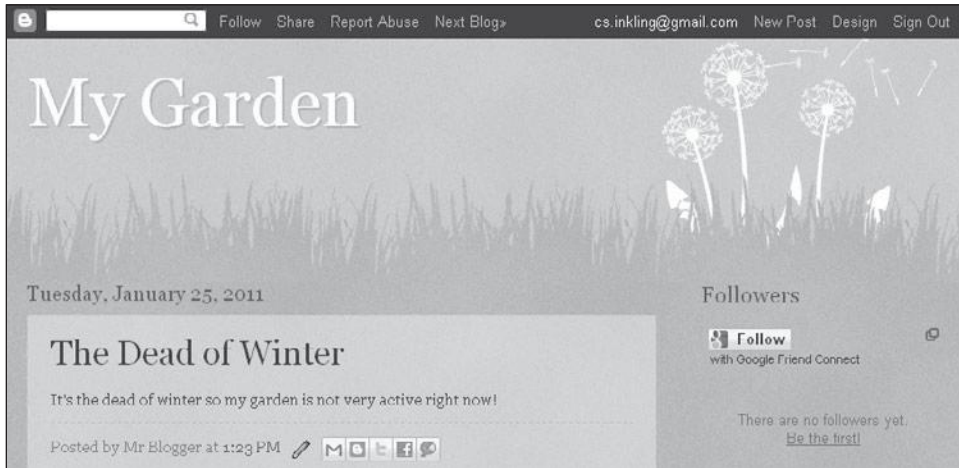 Follow Share Report Abuse Next Blog» cs.inkling@gmail.com New Post Design Sign Out
My Garden
Tuesday, January 25, 2011
The Dead of Winter
It's the dead of winter so my garden is not very active right now!
Posted by Mr Blogger at 1:23 PM
Followers
Follow
with Google Friend Connect
There are no followers yet.
Be the first!